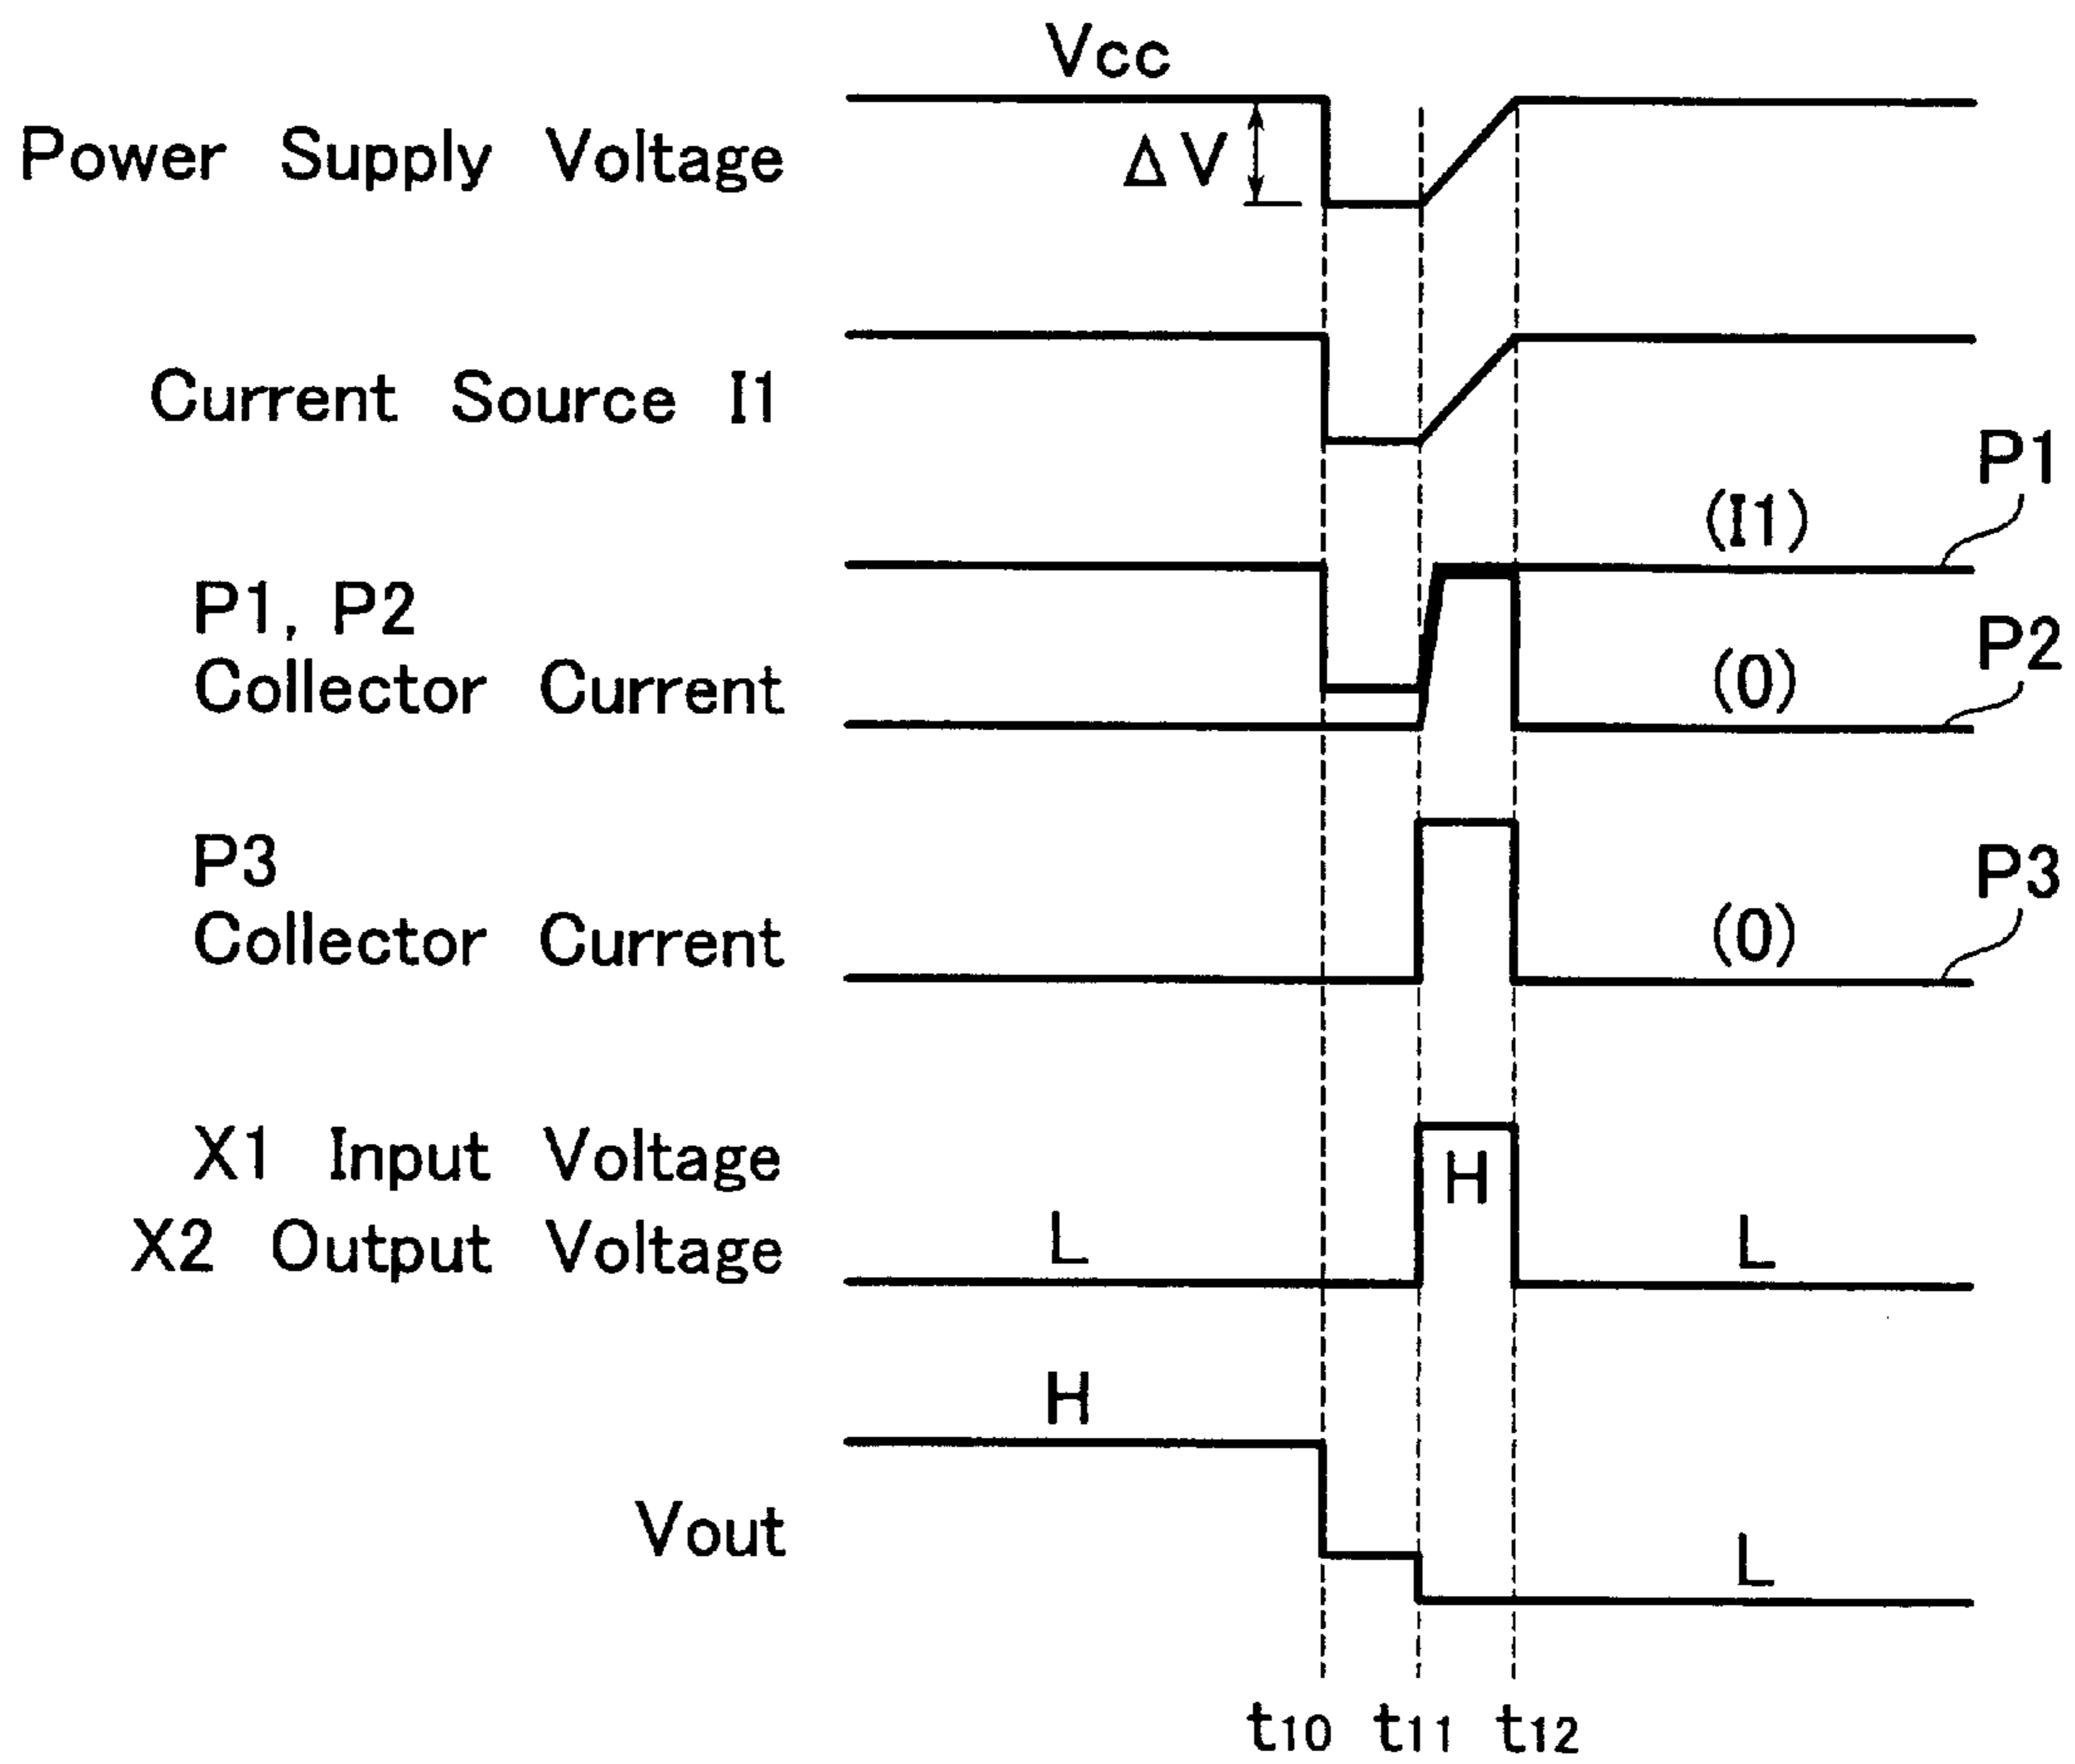 Vcc
Power Supply Voltage
ΔV
Current Source I1
P1
(I1)
P1, P2
Collector Current
P2
(0)
P3
Collector Current
P3
(0)
X1 Input Voltage
H
X2 Output Voltage
L
L
H
Vout
L
t10 t11 t12